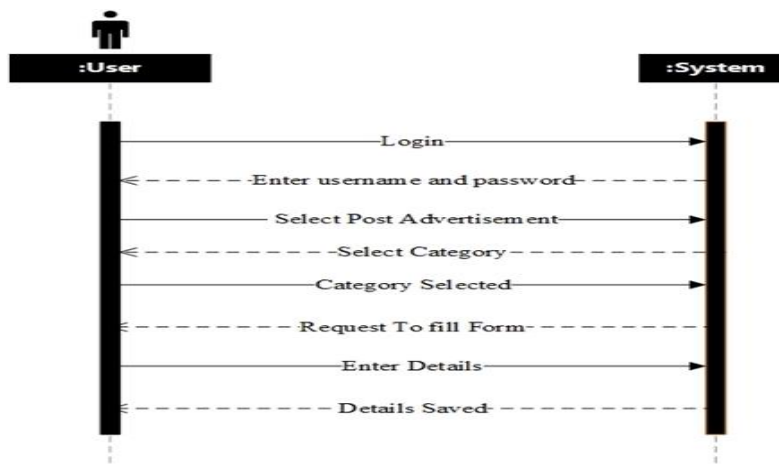 :User
:System
Login
Enter username and password
Select Post Advertisement
Select Category
Category Selected
Request To fill Form
Enter Details
Details Saved